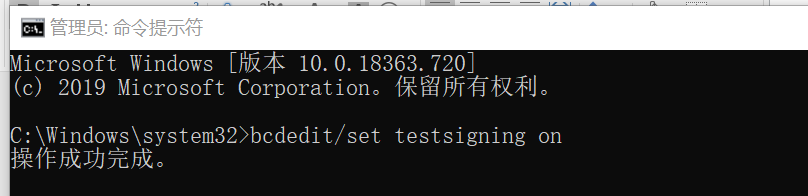 管理员: 命令提示符
Microsoft Windows [版本 10.0.18363.720]
(c) 2019 Microsoft Corporation。保留所有权利。
C:\Windows\system32>bcdedit/set testsigning on
操作成功完成。